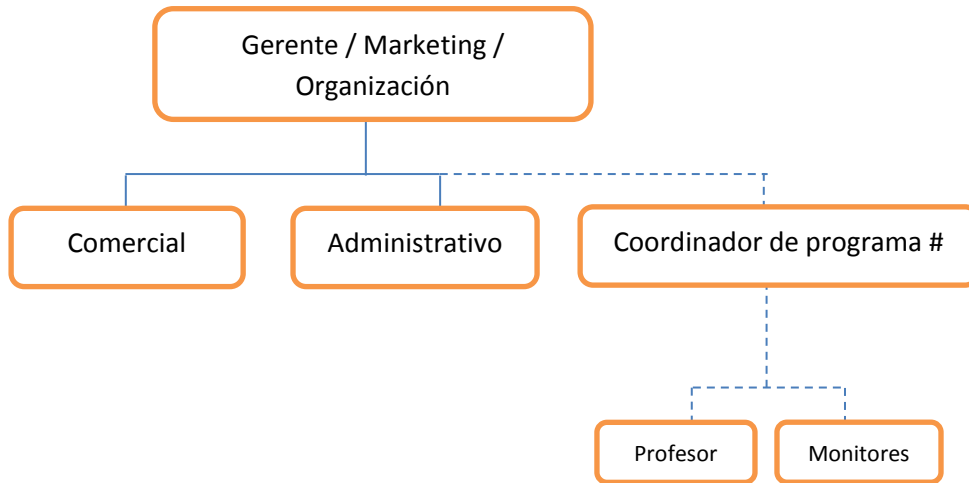 Gerente / Marketing /
Organización
Comercial
Administrativo
Coordinador de programa #
Profesor
Monitores